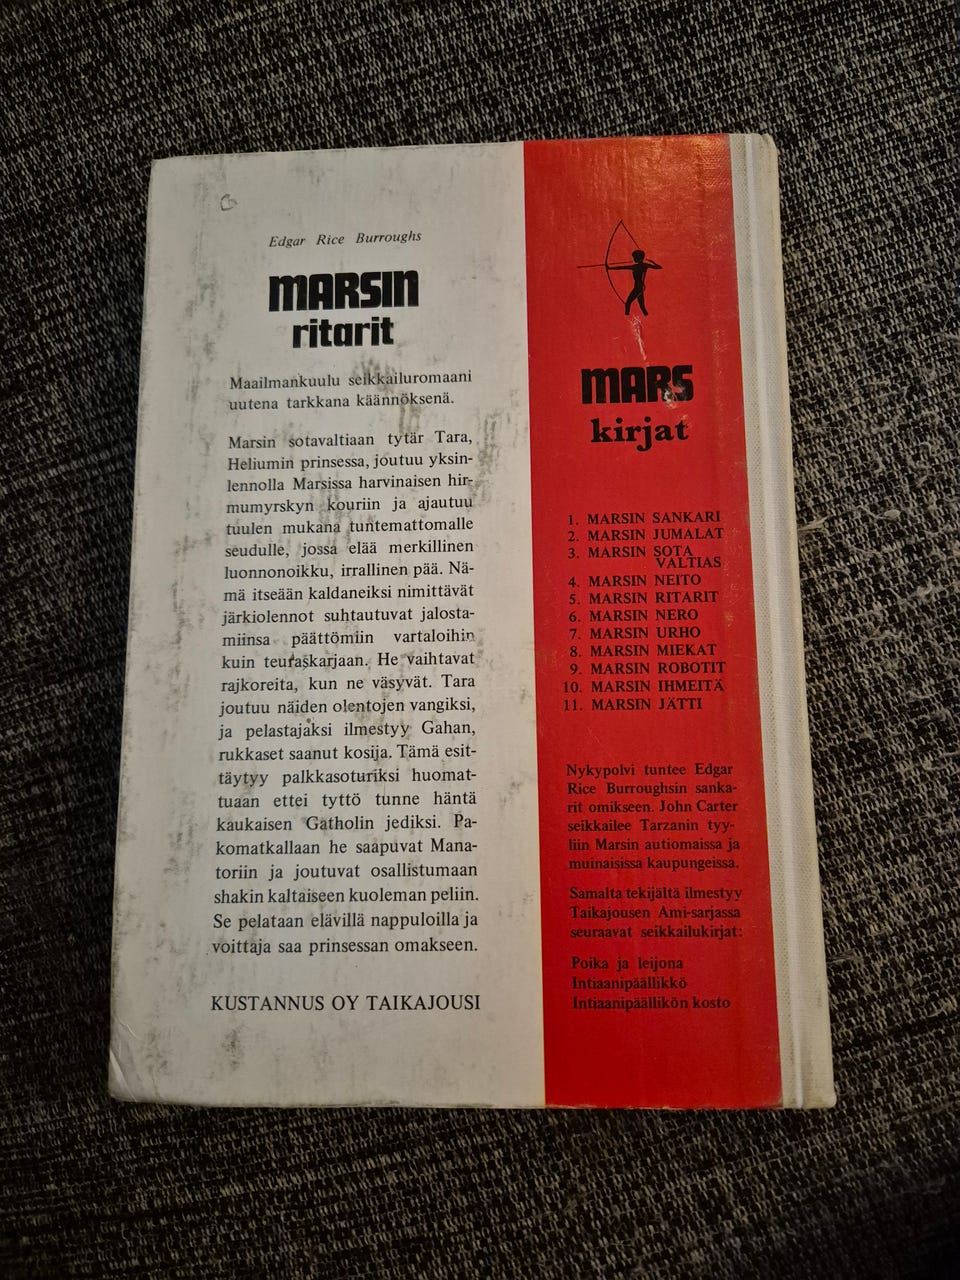 Edgar Rice Burroughs
MARSIN
ritarit
Maailmankuulu seikkailuromaani
uutena tarkkana käännöksenä.
Marsin sotavaltiaan tytär Tara,
Heliumin prinsessa, joutuu yksin-
lennolla Marsissa harvinaisen hir-
mumyrskyn kouriin ja ajautuu
tuulen mukana tuntemattomalle
seudulle, jossa elää merkillinen
luonnonoikku, irrallinen pää. Nä-
mä itseään kaldaneiksi nimittävät
järkiolennot suhtautuvat jalosta-
miinsa päättömiin vartaloihin
kuin teuraskarjaan. He vaihtavat
rajkoreita, kun ne väsyvät. Tara
joutuu näiden olentojen vangiksi,
ja pelastajaksi ilmestyy Gahan,
rukkaset saanut kosija. Tämä esit-
täytyy palkkasoturiksi huomat-
tuaan ettei tyttö tunne häntä
kaukaisen Gatholin jediksi. Pa-
komatkallaan he saapuvat Mana-
toriin ja joutuvat osallistumaan
shakin kaltaiseen kuoleman peliin.
Se pelataan elävillä nappuloilla ja
voittaja saa prinsessan omakseen.
KUSTANNUS OY TAIKAJOUSI
MARS
kirjat
1. MARSIN SANKARI
2. MARSIN JUMALAT
3. MARSIN SOTA
VALTIAS
4. MARSIN NEITO
5. MARSIN RITARIT
6. MARSIN NERO
7. MARSIN URHO
8. MARSIN MIEKAT
9. MARSIN ROBOTIT
10. MARSIN IHMEITÄ
11. MARSIN JÄTTI
Nykypolvi tuntee Edgar
Rice Burroughsin sanka-
rit omikseen. John Carter
seikkailee Tarzanin tyy-
liin Marsin autiomaissa ja
muinaisissa kaupungeissa.
Samalta tekijältä ilmestyy
Taikajousen Ami-sarjassa
seuraavat seikkailukirjat:
Poika ja leijona
Intiaanipäällikkö
Intiaanipäällikön kosto